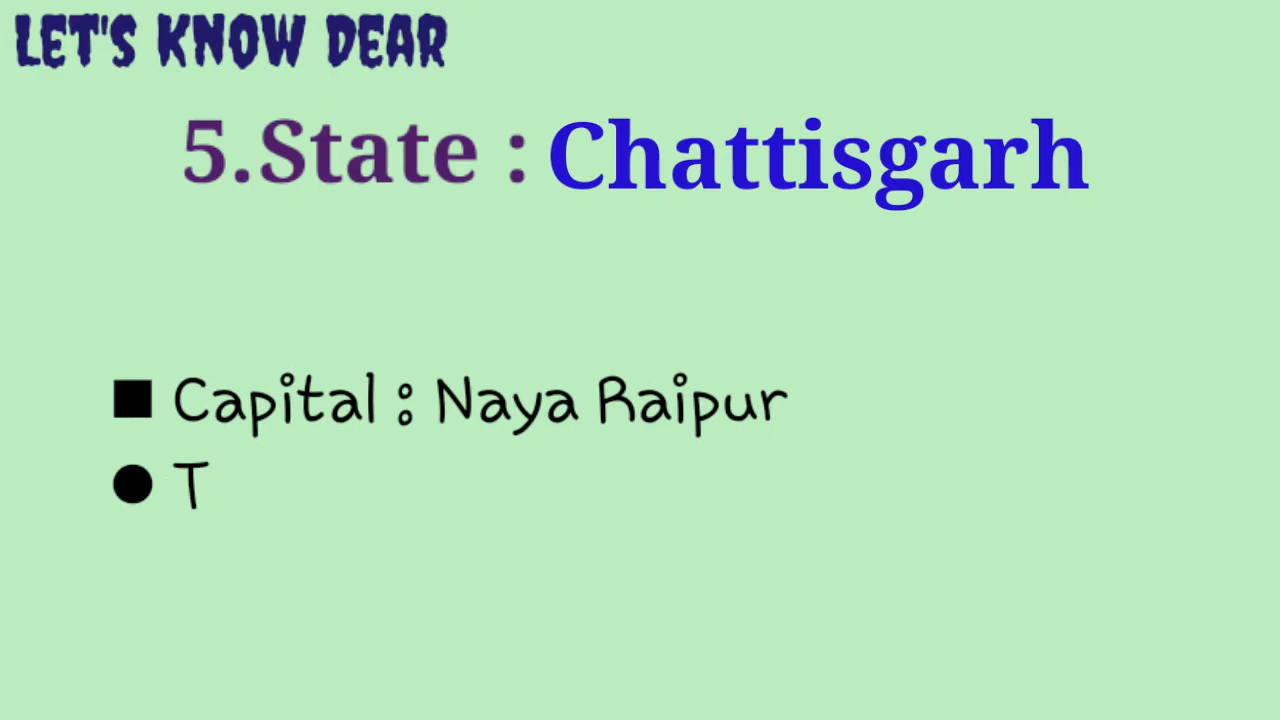 LET'S KNOW DEAR
5.State : Chattisgarh
■ Capital : Naya Raipur
● T